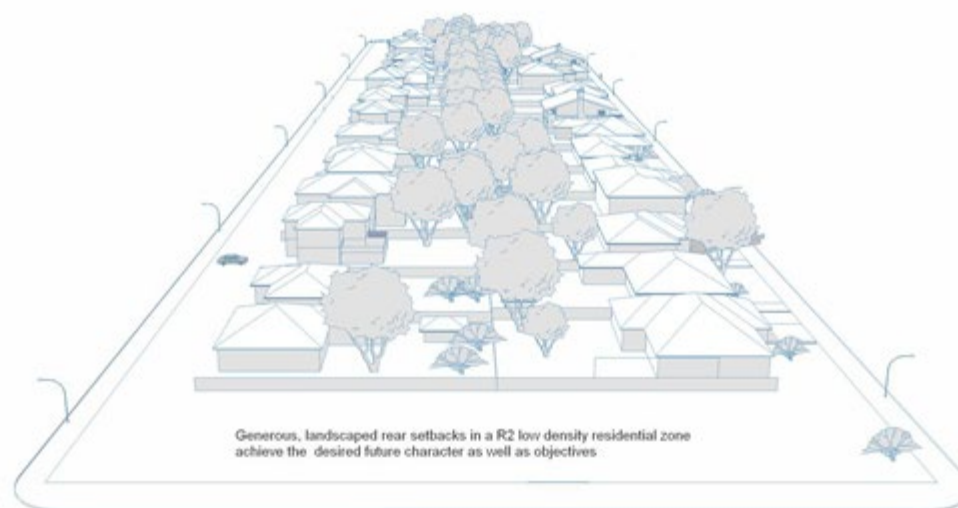 Generous, landscaped rear setbacks in a R2 low density residential zone
achieve the desired future character as well as objectives